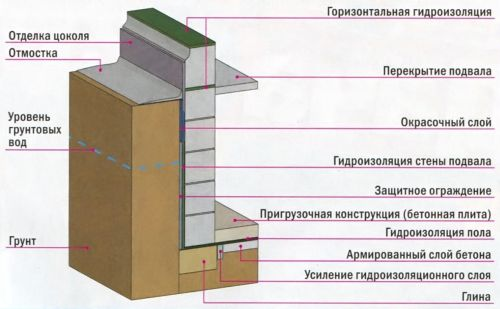 Горизонтальная гидроизоляция
Отделка цоколя
Отмостка
Перекрытие подвала
Уровень
грунтовых
вод
Окрасочный слой
Гидроизоляция стены подвала
Защитное ограждение
Пригрузочная конструкция (бетонная плита)
Гидроизоляция пола
Грунт
Армированный слой бетона
Усиление гидроизоляционного слоя
Глина